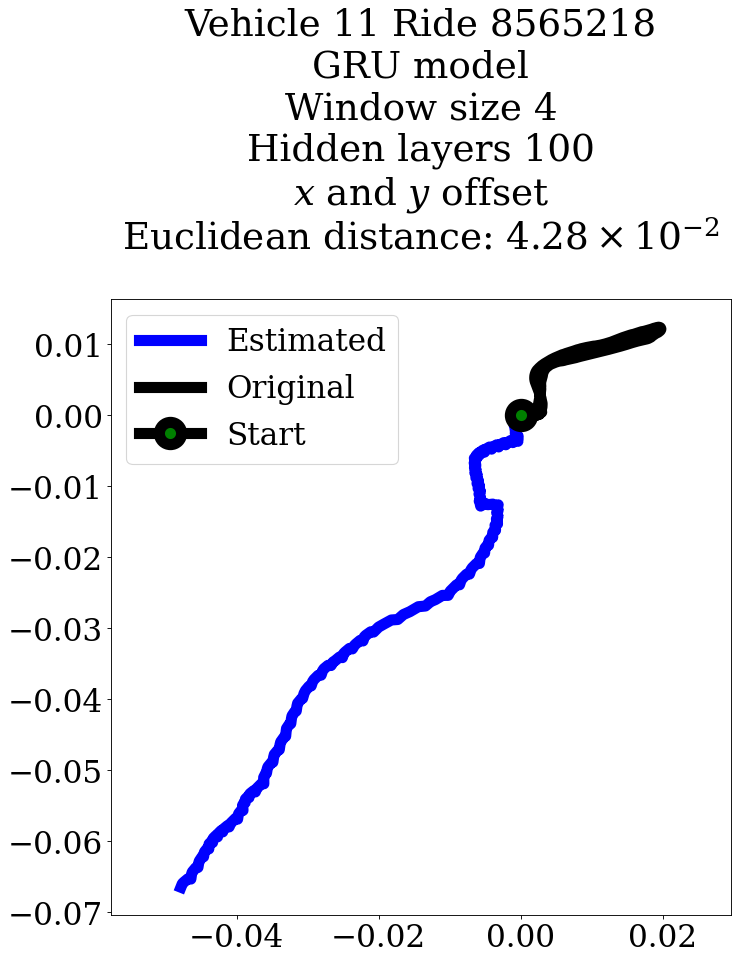 Vehicle 11 Ride 8565218
GRU model
Window size 4
Hidden layers 100
x and y offset
Euclidean distance: 4.28 × 10⁻²
Estimated
Original
Start
0.01
0.00
−0.01
−0.02
−0.03
−0.04
−0.05
−0.06
−0.07
−0.04 −0.02 0.00 0.02